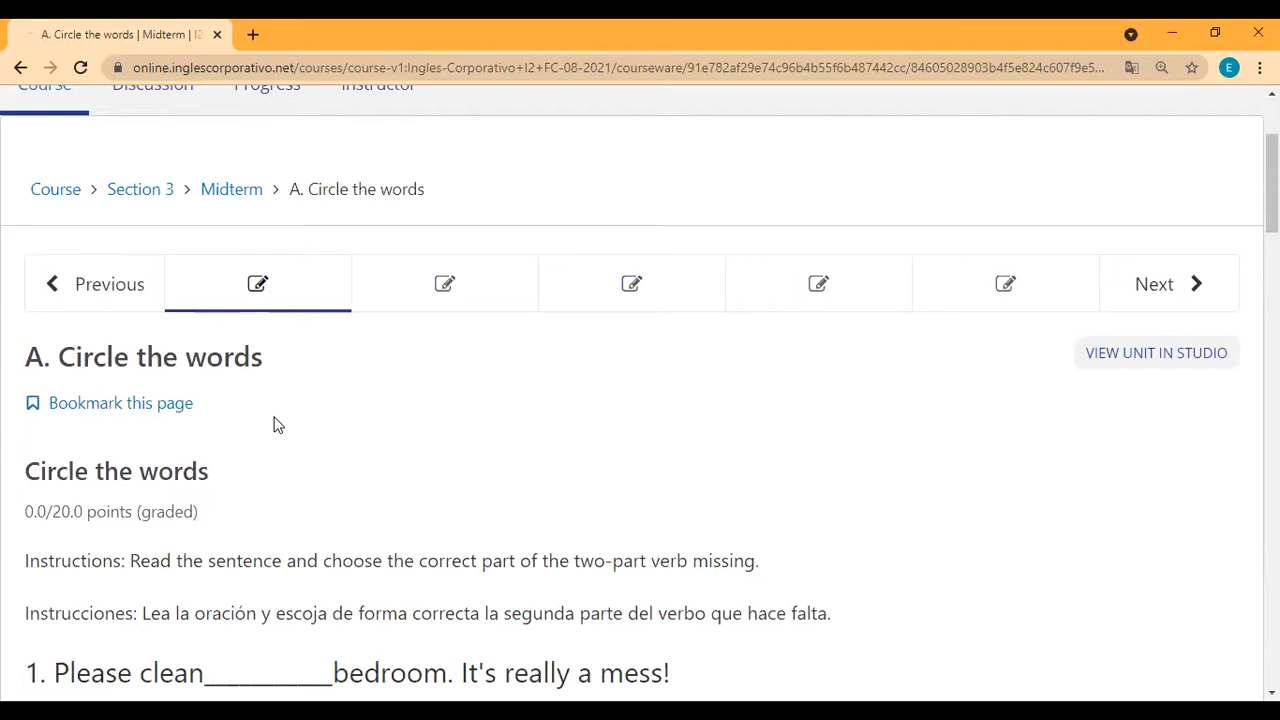 A. Circle the words | Midterm | I2
online.inglescorporativo.net/courses/course-v1:Ingles-Corporativo+I2+FC-08-2021/courseware/91e782af29e74c96b4b55f6b487442cc/84605028903b4f5e824c607f9e5...
E
Course Discussion Progress Instructor
Course > Section 3 > Midterm > A. Circle the words
Previous Next
A. Circle the words
VIEW UNIT IN STUDIO
Bookmark this page
Circle the words
0.0/20.0 points (graded)
Instructions: Read the sentence and choose the correct part of the two-part verb missing.
Instrucciones: Lea la oración y escoja de forma correcta la segunda parte del verbo que hace falta.
1. Please clean___________bedroom. It's really a mess!